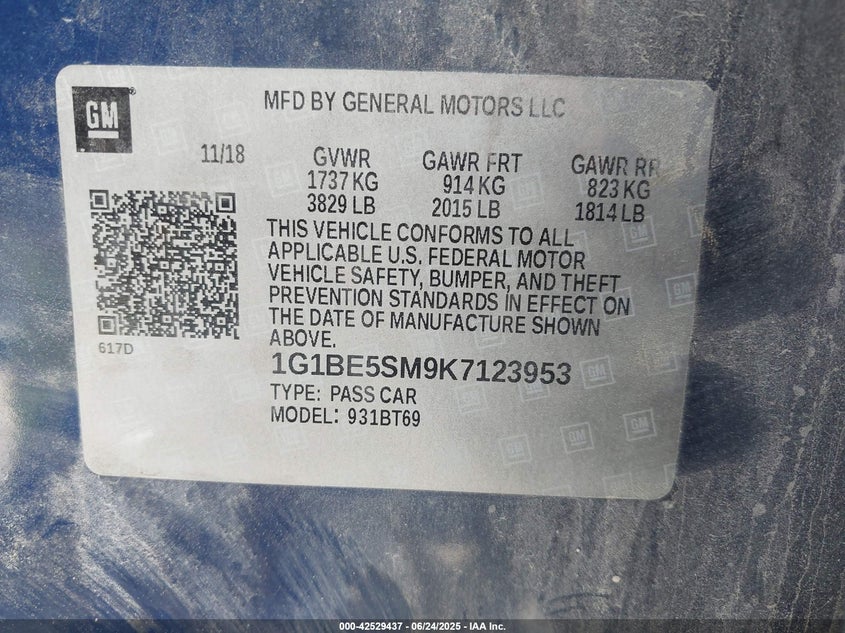 GM
MFD BY GENERAL MOTORS LLC
11/18
GVWR GAWR FRT GAWR RR
1737 KG 914 KG 823 KG
3829 LB 2015 LB 1814 LB
THIS VEHICLE CONFORMS TO ALL
APPLICABLE U.S. FEDERAL MOTOR
VEHICLE SAFETY, BUMPER, AND THEFT
PREVENTION STANDARDS IN EFFECT ON
THE DATE OF MANUFACTURE SHOWN
ABOVE.
617D
1G1BE5SM9K7123953
TYPE: PASS CAR
MODEL: 931BT69
000-42529437 - 06/24/2025 - IAA Inc.